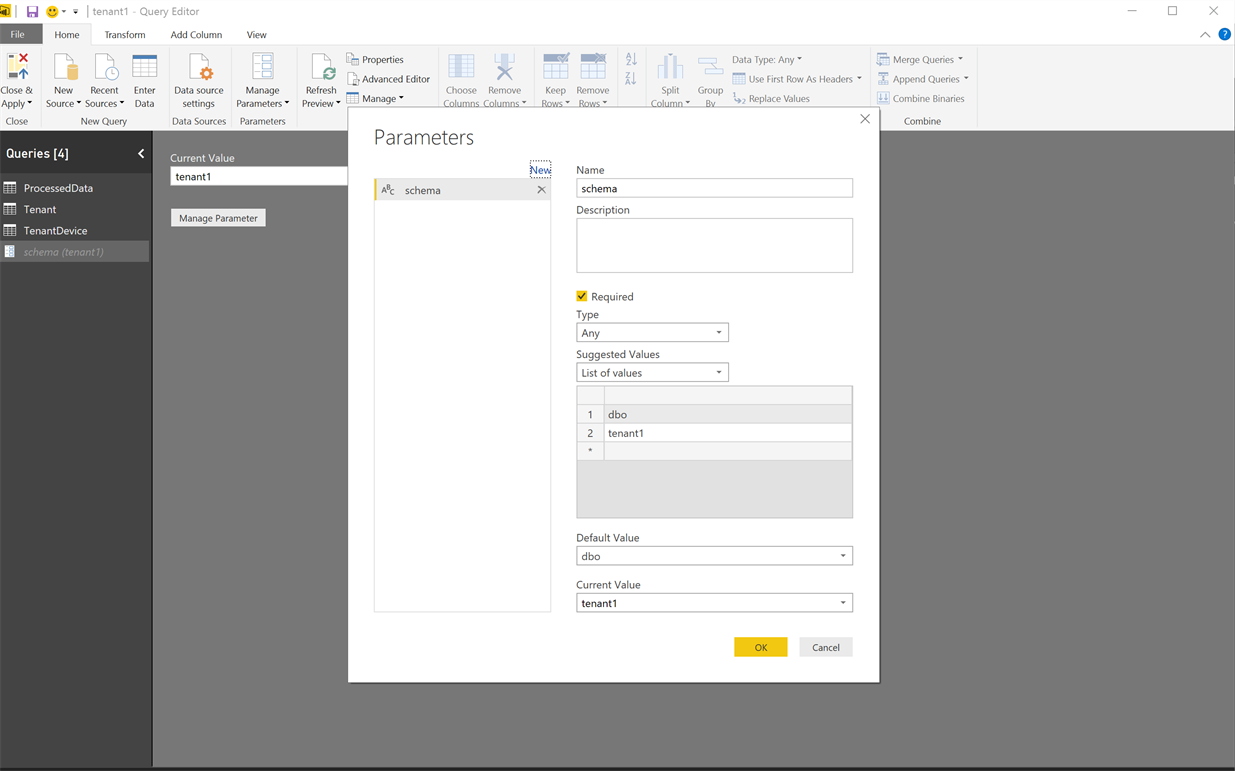 tenant1 - Query Editor
File Home Transform Add Column View
Close & Apply
New Source
Recent Sources
Enter Data
Data source settings
Manage Parameters
Refresh Preview
Properties
Advanced Editor
Manage
Choose Columns
Remove Columns
Keep Rows
Remove Rows
Split Column
Group By
Data Type: Any
Use First Row As Headers
Replace Values
Merge Queries
Append Queries
Combine Binaries
Close
New Query
Data Sources
Parameters
Combine
Queries [4]
ProcessedData
Tenant
TenantDevice
schema (tenant1)
Current Value
tenant1
Manage Parameter
Parameters
New
ABC schema
Name
schema
Description
Required
Type
Any
Suggested Values
List of values
1 dbo
2 tenant1
*
Default Value
dbo
Current Value
tenant1
OK Cancel